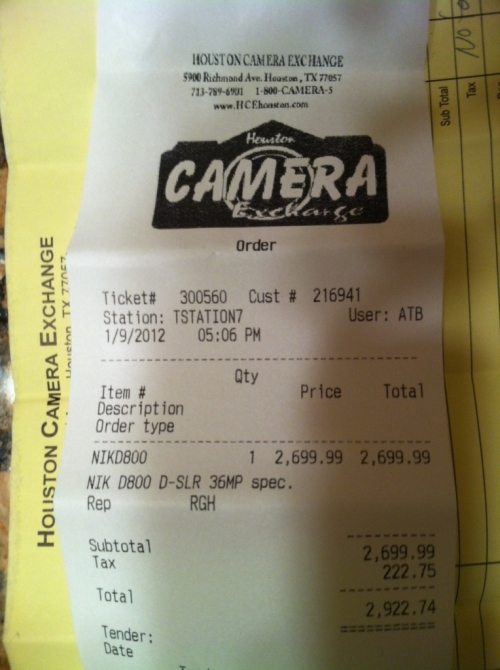 HOUSTON CAMERA EXCHANGE
5900 Richmond Ave. Houston, TX 77057
713-789-6901 1-800-CAMERA-5
www.HCEhouston.com
Houston
CAMERA
Exchange
Order
Ticket# 300560 Cust # 216941
Station: TSTATION7 User: ATB
1/9/2012 05:06 PM
Qty
Item # Price Total
Description
Order type
NIKD800 1 2,699.99 2,699.99
NIK D800 D-SLR 36MP spec.
Rep RGH
Subtotal 2,699.99
Tax 222.75
Total 2,922.74
Tender:
Date
HOUSTON CAMERA EXCHANGE
Houston, TX 77057
Sub Total
Tax
No